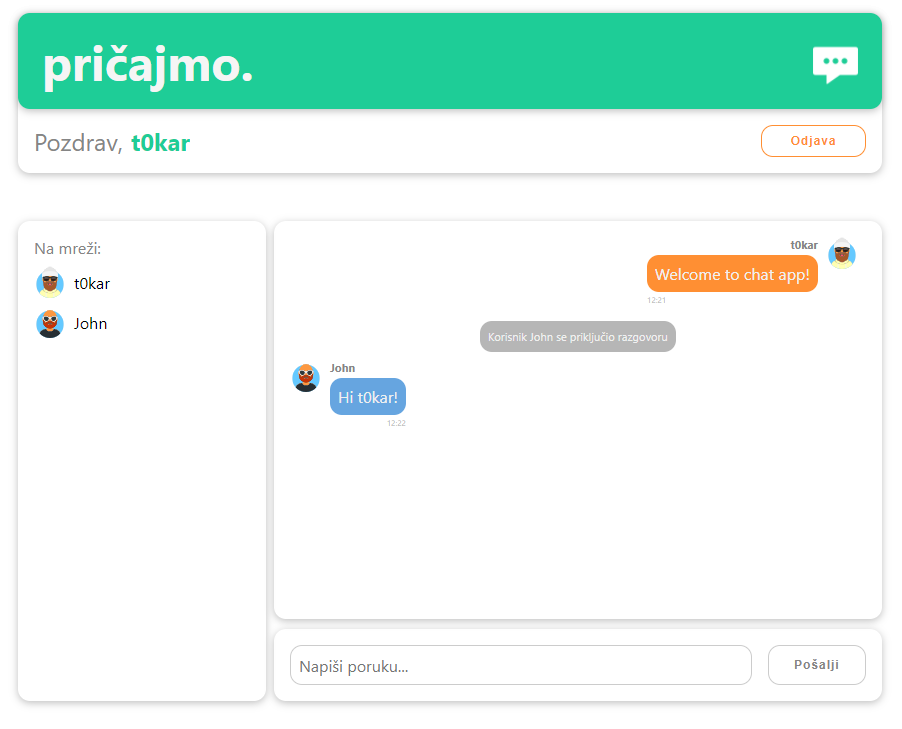 pričajmo.
Pozdrav, t0kar
Odjava
Na mreži:
t0kar
John
t0kar
Welcome to chat app!
12:21
Korisnik John se priključio razgovoru
John
Hi t0kar!
12:22
Napiši poruku...
Pošalji